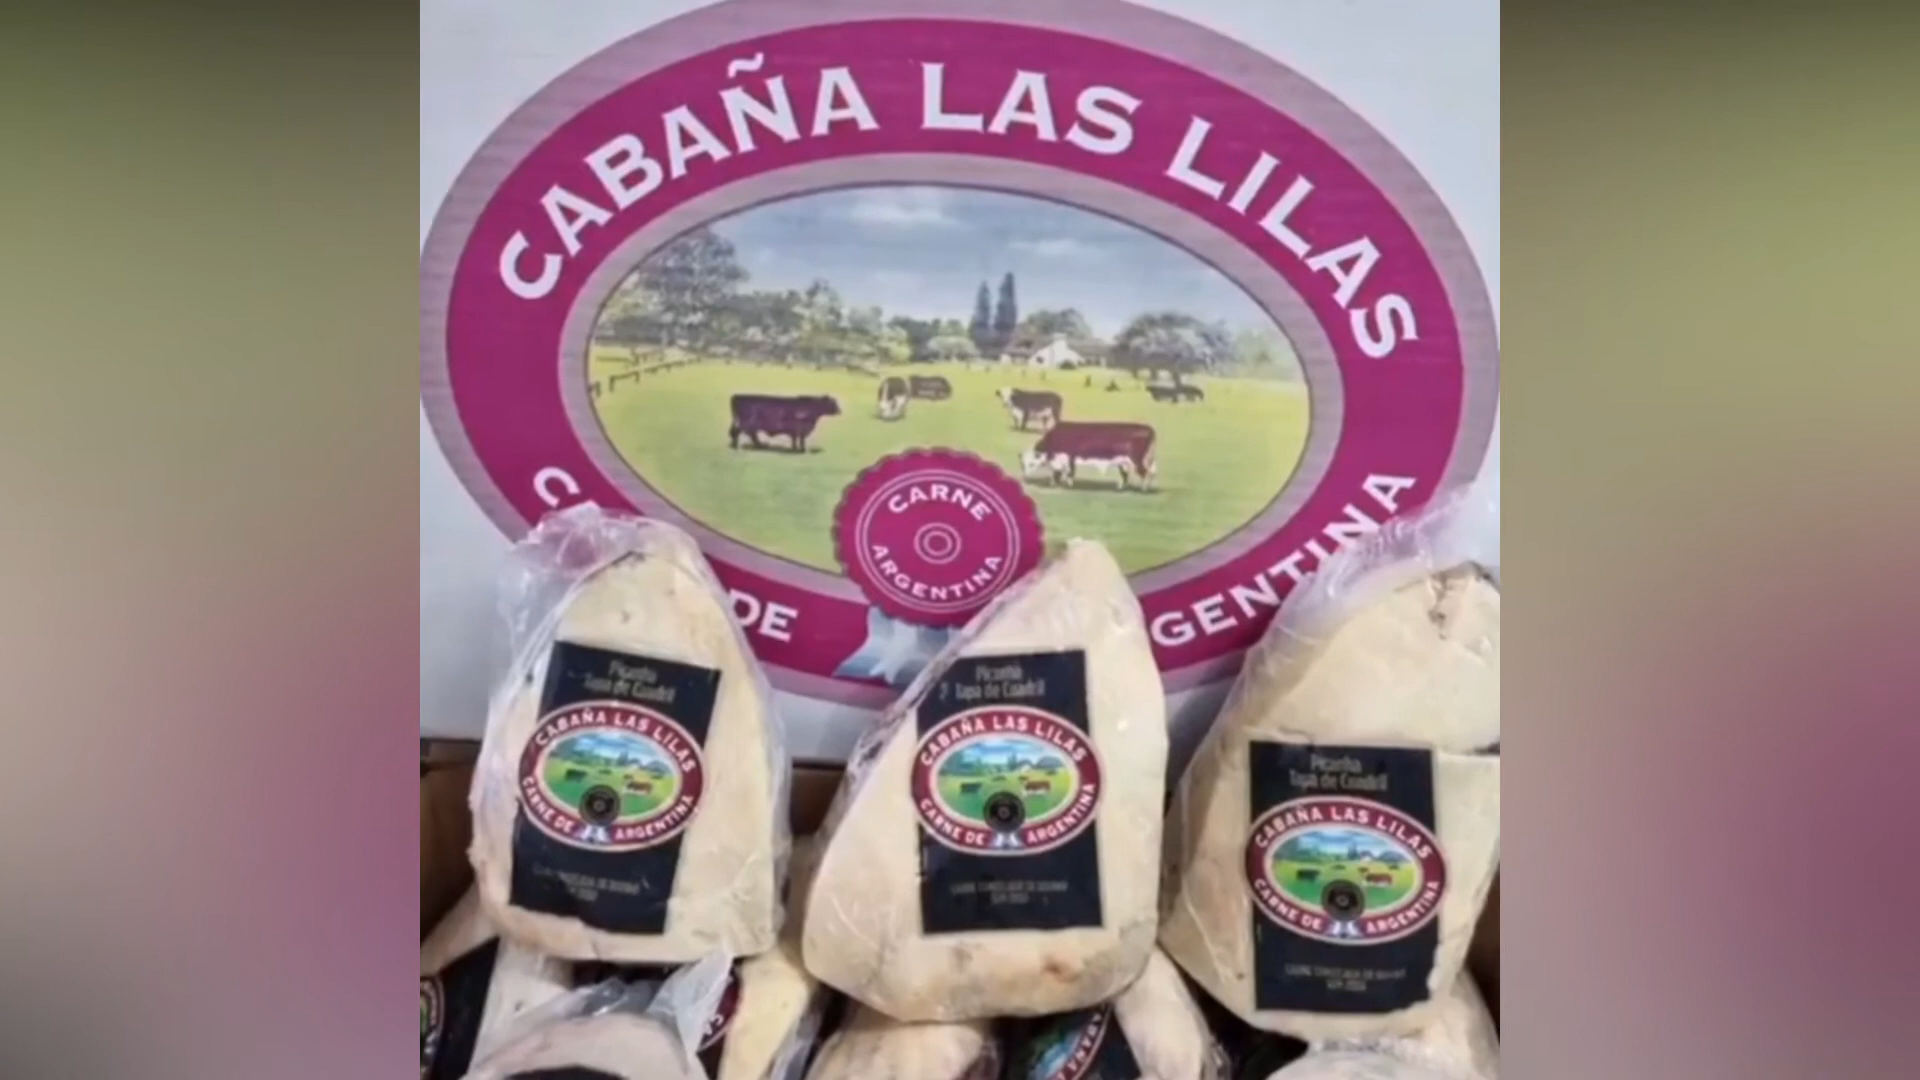 CABAÑA LAS LILAS
CARNE
ARGENTINA
DE
GENTINA
Picanha
Tapa de Cuadril
CABAÑA LAS LILAS
CARNE DE ARGENTINA
Picanha
Tapa de Cuadril
CABAÑA LAS LILAS
CARNE DE ARGENTINA
Picanha
Tapa de Cuadril
CABAÑA LAS LILAS
CARNE DE ARGENTINA